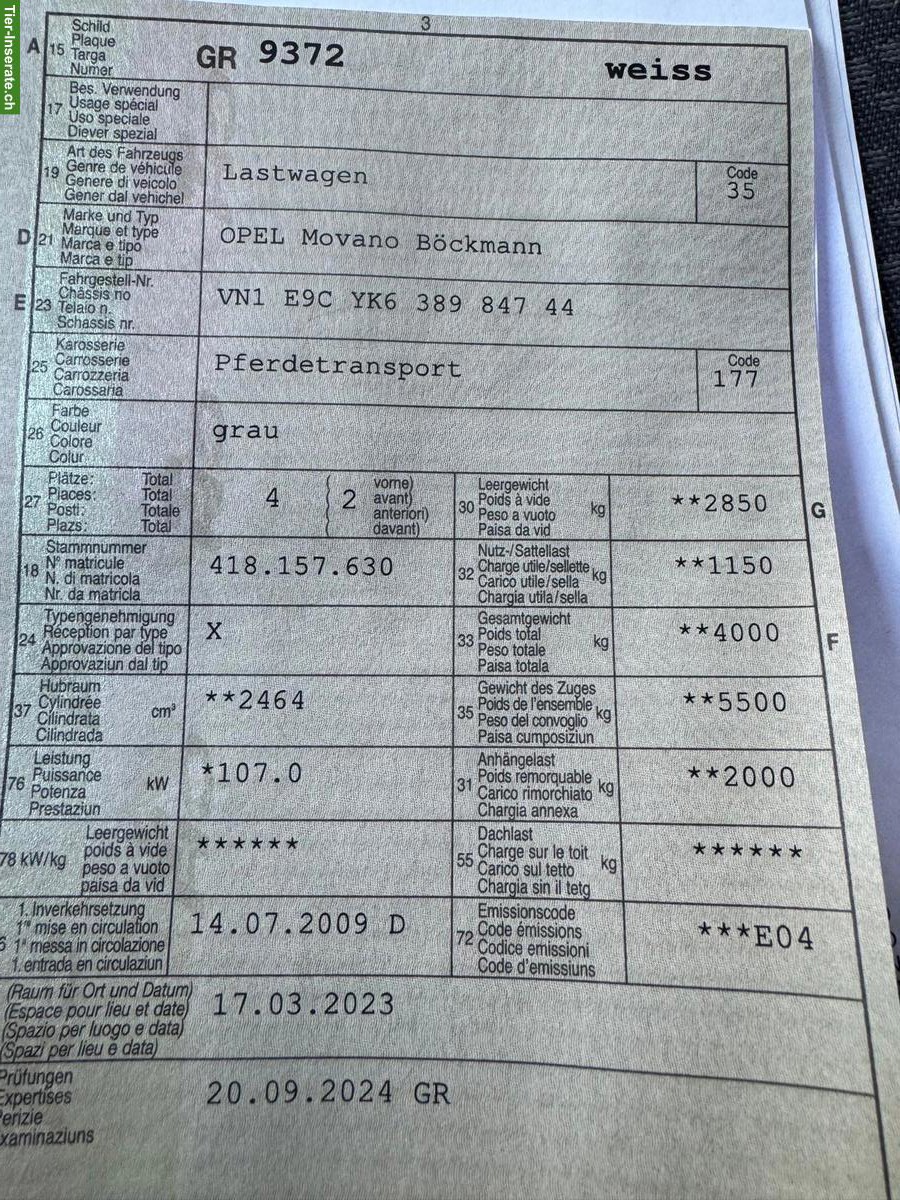 Tier-Inserate.ch
3
A 15 Schild
Plaque
Targa
Numer
GR 9372 weiss
17 Bes. Verwendung
Usage spécial
Uso speciale
Diever spezial
19 Art des Fahrzeugs
Genre de véhicule
Genere di veicolo
Gener dal vehichel
Lastwagen
Code
35
D 21 Marke und Typ
Marque et type
Marca e tipo
Marca e tip
OPEL Movano Böckmann
E 23 Fahrgestell-Nr.
Châssis no
Telaio n.
Schassis nr.
VN1 E9C YK6 389 847 44
25 Karosserie
Carrosserie
Carrozzeria
Carossaria
Pferdetransport
Code
177
26 Farbe
Couleur
Colore
Colur
grau
27 Plätze: Total
Places: Total
Posti: Totale
Plazs: Total
4 ( 2 vorne)
avant)
anteriori)
davant)
30 Leergewicht
Poids à vide
Peso a vuoto
Paisa da vid
kg
**2850
G
18 Stammnummer
N° matricule
N. di matricola
Nr. da matricla
418.157.630
32 Nutz-/Sattellast
Charge utile/sellette
Carico utile/sella
Chargia utila/sella
kg
**1150
24 Typengenehmigung
Réception par type
Approvazione del tipo
Approvaziun dal tip
X
33 Gesamtgewicht
Poids total
Peso totale
Paisa totala
kg
**4000
F
37 Hubraum
Cylindrée
Cilindrata
Cilindrada
cm³
**2464
35 Gewicht des Zuges
Poids de l'ensemble
Peso del convoglio
Paisa cumposiziun
kg
**5500
76 Leistung
Puissance
Potenza
Prestaziun
kW
*107.0
31 Anhängelast
Poids remorquable
Carico rimorchiato
Chargia annexa
kg
**2000
78 kW/kg
Leergewicht
poids à vide
peso a vuoto
paisa da vid
******
55 Dachlast
Charge sur le toit
Carico sul tetto
Chargia sin il tetg
kg
******
1. Inverkehrsetzung
1re mise en circulation
1a messa in circolazione
1. entrada en circulaziun
14.07.2009 D
72 Emissionscode
Code émissions
Codice emissioni
Code d'emissiuns
***E04
(Raum für Ort und Datum)
(Espace pour lieu et date)
(Spazio per luogo e data)
(Spazi per lieu e data)
17.03.2023
Prüfungen
Expertises
Perizie
Examinaziuns
20.09.2024 GR